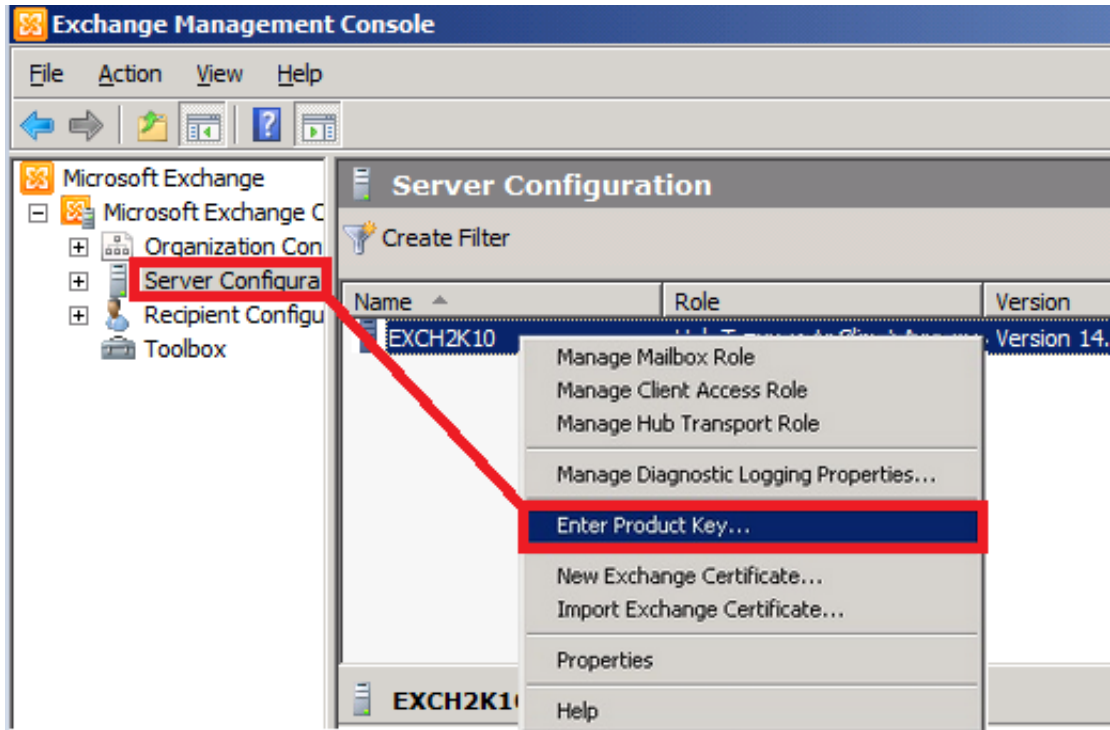 Exchange Management Console
File Action View Help
Microsoft Exchange
Microsoft Exchange C
Organization Con
Server Configura
Recipient Configu
Toolbox
Server Configuration
Create Filter
Name Role Version
EXCH2K10 Version 14.
Manage Mailbox Role
Manage Client Access Role
Manage Hub Transport Role
Manage Diagnostic Logging Properties...
Enter Product Key...
New Exchange Certificate...
Import Exchange Certificate...
Properties
Help
EXCH2K10